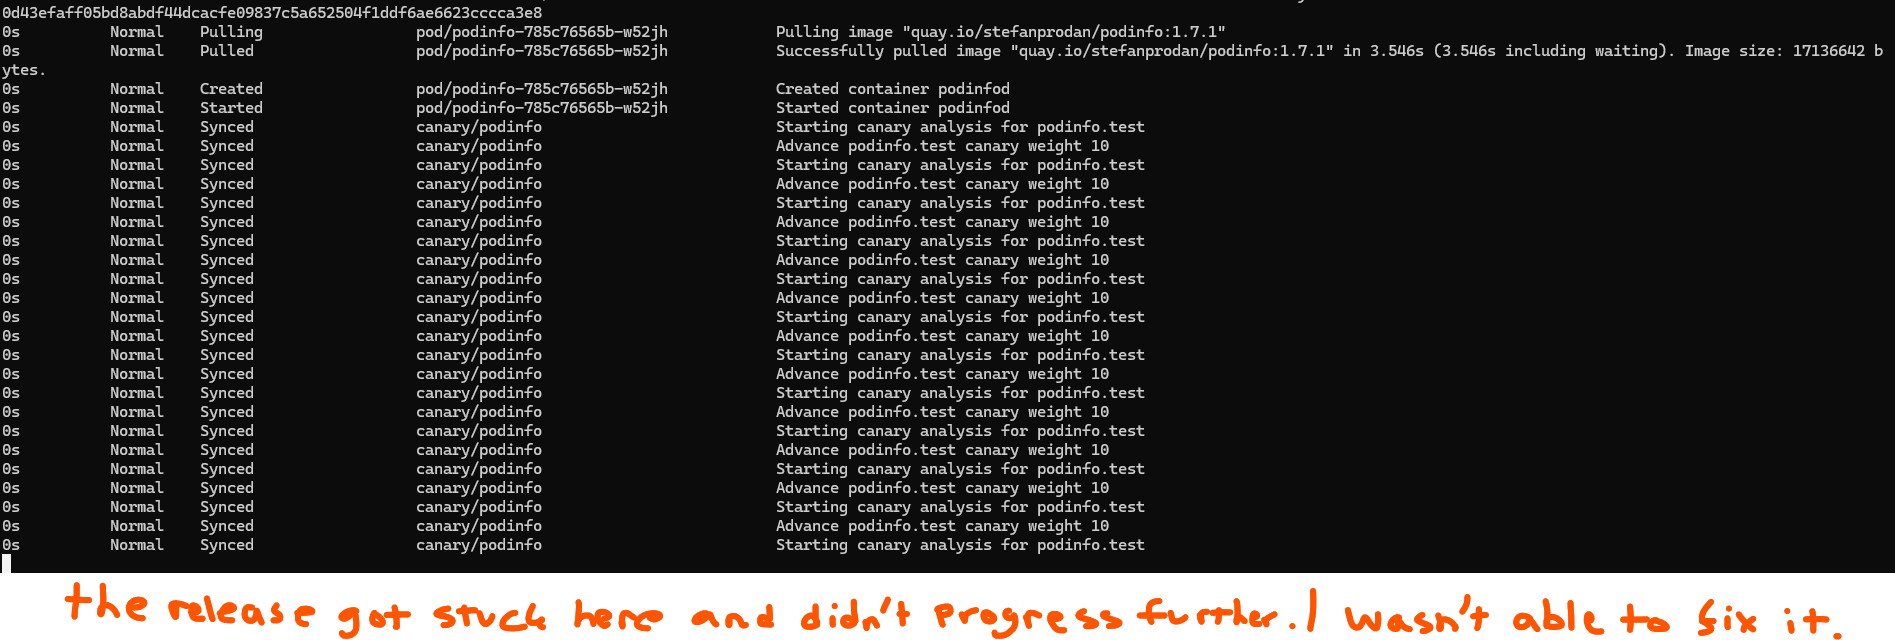 0d43efaff05bd8abdf44dcacfe09837c5a652504f1ddf6ae6623cccca3e8
0s Normal Pulling pod/podinfo-785c76565b-w52jh Pulling image "quay.io/stefanprodan/podinfo:1.7.1"
0s Normal Pulled pod/podinfo-785c76565b-w52jh Successfully pulled image "quay.io/stefanprodan/podinfo:1.7.1" in 3.546s (3.546s including waiting). Image size: 17136642 b
ytes.
0s Normal Created pod/podinfo-785c76565b-w52jh Created container podinfod
0s Normal Started pod/podinfo-785c76565b-w52jh Started container podinfod
0s Normal Synced canary/podinfo Starting canary analysis for podinfo.test
0s Normal Synced canary/podinfo Advance podinfo.test canary weight 10
0s Normal Synced canary/podinfo Starting canary analysis for podinfo.test
0s Normal Synced canary/podinfo Advance podinfo.test canary weight 10
0s Normal Synced canary/podinfo Starting canary analysis for podinfo.test
0s Normal Synced canary/podinfo Advance podinfo.test canary weight 10
0s Normal Synced canary/podinfo Starting canary analysis for podinfo.test
0s Normal Synced canary/podinfo Advance podinfo.test canary weight 10
0s Normal Synced canary/podinfo Starting canary analysis for podinfo.test
0s Normal Synced canary/podinfo Advance podinfo.test canary weight 10
0s Normal Synced canary/podinfo Starting canary analysis for podinfo.test
0s Normal Synced canary/podinfo Advance podinfo.test canary weight 10
0s Normal Synced canary/podinfo Starting canary analysis for podinfo.test
0s Normal Synced canary/podinfo Advance podinfo.test canary weight 10
0s Normal Synced canary/podinfo Starting canary analysis for podinfo.test
0s Normal Synced canary/podinfo Advance podinfo.test canary weight 10
0s Normal Synced canary/podinfo Starting canary analysis for podinfo.test
0s Normal Synced canary/podinfo Advance podinfo.test canary weight 10
0s Normal Synced canary/podinfo Starting canary analysis for podinfo.test
0s Normal Synced canary/podinfo Advance podinfo.test canary weight 10
0s Normal Synced canary/podinfo Starting canary analysis for podinfo.test
0s Normal Synced canary/podinfo Advance podinfo.test canary weight 10
0s Normal Synced canary/podinfo Starting canary analysis for podinfo.test
the release got stuck here and didn't progress further. I wasn't able to fix it.